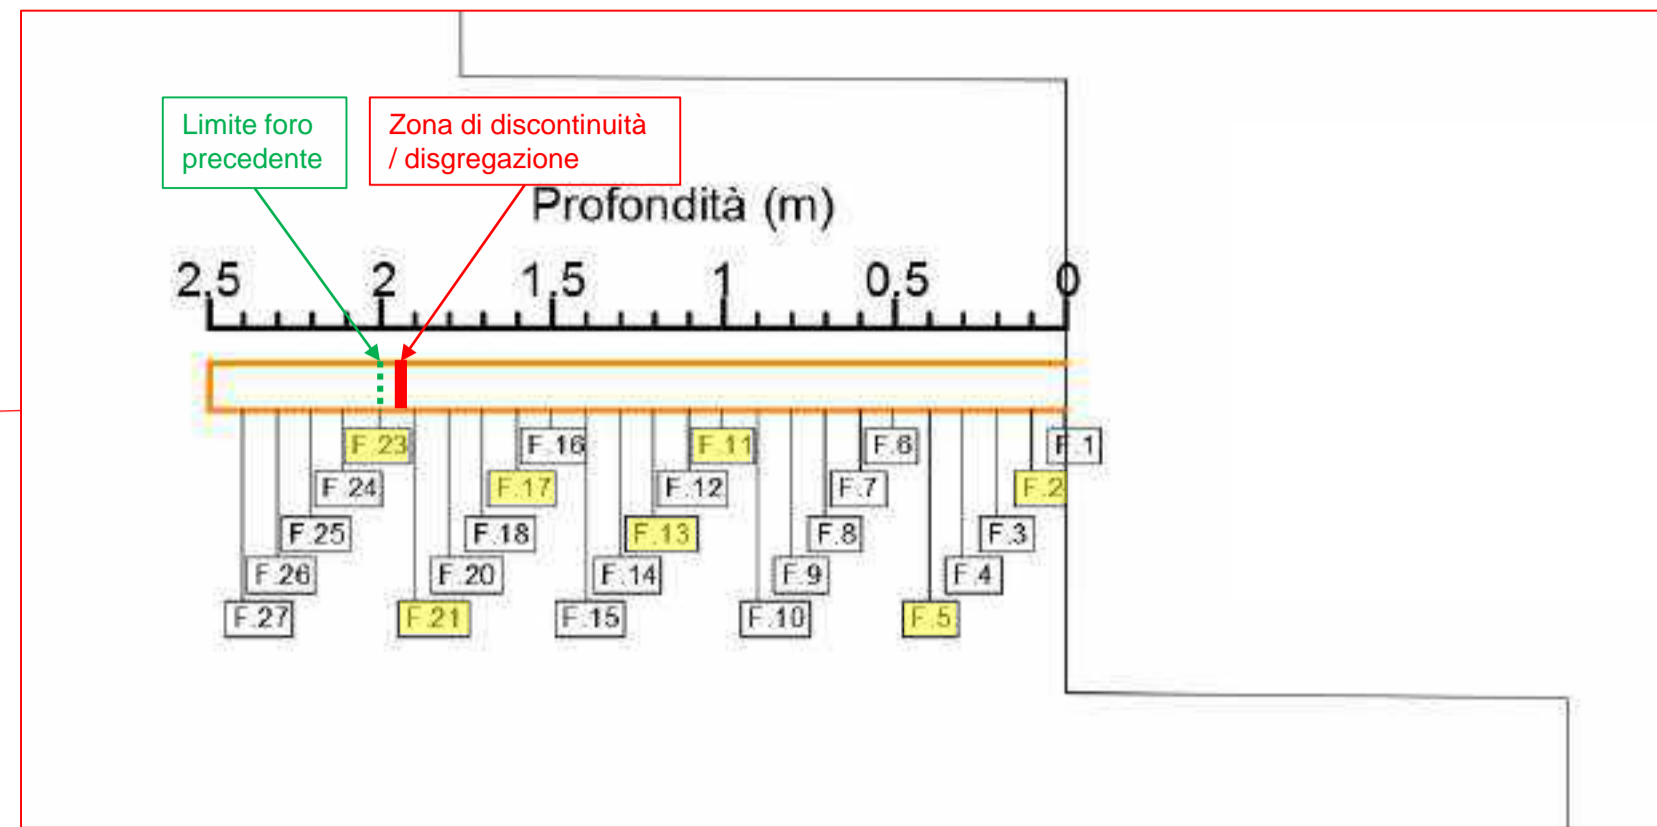 Limite foro
precedente
Zona di discontinuità
/ disgregazione
Profondità (m)
2.5 2 1.5 1 0.5 0
F.23 F.16 F.11 F.6 F.1
F.24 F.17 F.12 F.7 F.2
F.25 F.18 F.13 F.8 F.3
F.26 F.20 F.14 F.9 F.4
F.27 F.21 F.15 F.10 F.5